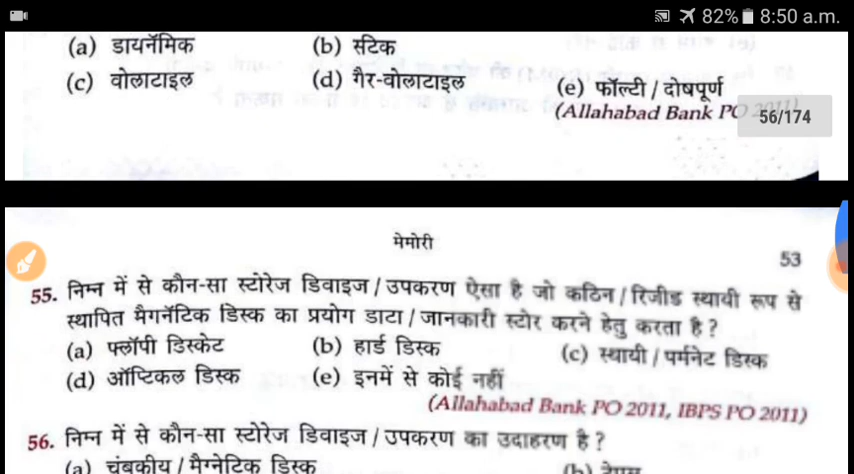 82% 8:50 a.m.
(a) डायनॅमिक (b) सॅटिक
(c) वोलाटाइल (d) गैर-वोलाटाइल (e) फॉल्टी / दोषपूर्ण
(Allahabad Bank PO 2011)
56/174
मेमोरी
53
55. निम्न में से कौन-सा स्टोरेज डिवाइज / उपकरण ऐसा है जो कठिन / रिजीड स्थायी रूप से
स्थापित मैगनॅटिक डिस्क का प्रयोग डाटा / जानकारी स्टोर करने हेतु करता है ?
(a) फ्लॉपी डिस्केट (b) हार्ड डिस्क (c) स्थायी / पर्मनेट डिस्क
(d) ऑप्टिकल डिस्क (e) इनमें से कोई नहीं
(Allahabad Bank PO 2011, IBPS PO 2011)
56. निम्न में से कौन-सा स्टोरेज डिवाइज / उपकरण का उदाहरण है ?
(a) चुंबकीय / मैग्नेटिक डिस्क (b) टेप्स